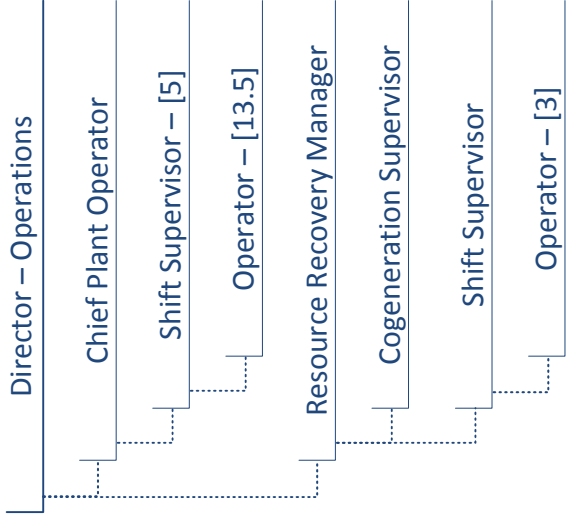 Director – Operations
Chief Plant Operator
Shift Supervisor – [5]
Operator – [13.5]
Resource Recovery Manager
Cogeneration Supervisor
Shift Supervisor
Operator – [3]